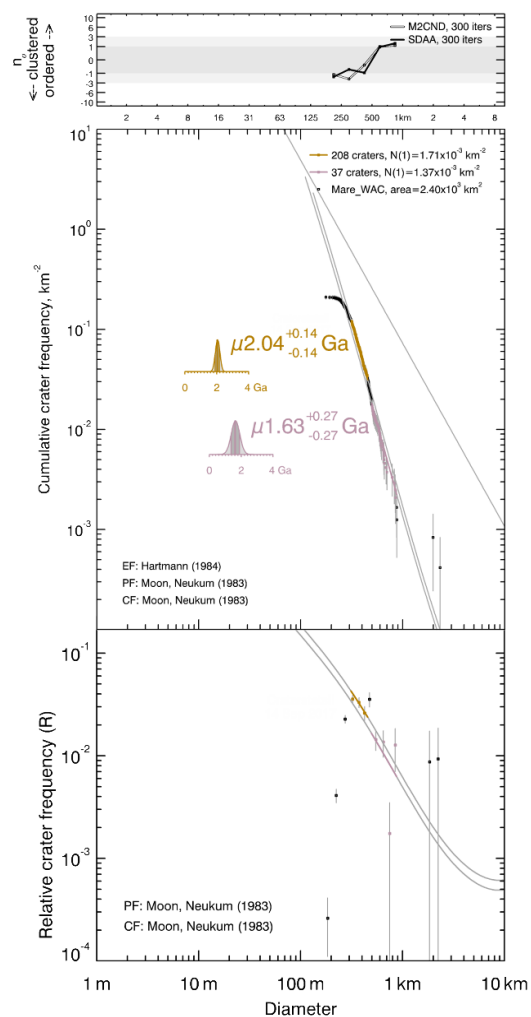 M2CND, 300 iters
SDAA, 300 iters
nσ
<-- clustered
ordered -->
10
6
3
1
-1
-3
-6
-10
2 4 8 16 31 63 125 250 500 1km 2 4 8
208 craters, N(1)=1.71x10⁻³ km⁻²
37 craters, N(1)=1.37x10⁻³ km⁻²
Mare_WAC, area=2.40x10³ km²
Cumulative crater frequency, km⁻²
10⁰
10⁻¹
10⁻²
10⁻³
μ2.04 +0.14 -0.14 Ga
0 2 4 Ga
μ1.63 +0.27 -0.27 Ga
0 2 4 Ga
EF: Hartmann (1984)
PF: Moon, Neukum (1983)
CF: Moon, Neukum (1983)
Relative crater frequency (R)
10⁻¹
10⁻²
10⁻³
10⁻⁴
PF: Moon, Neukum (1983)
CF: Moon, Neukum (1983)
1 m 10 m 100 m 1 km 10 km
Diameter